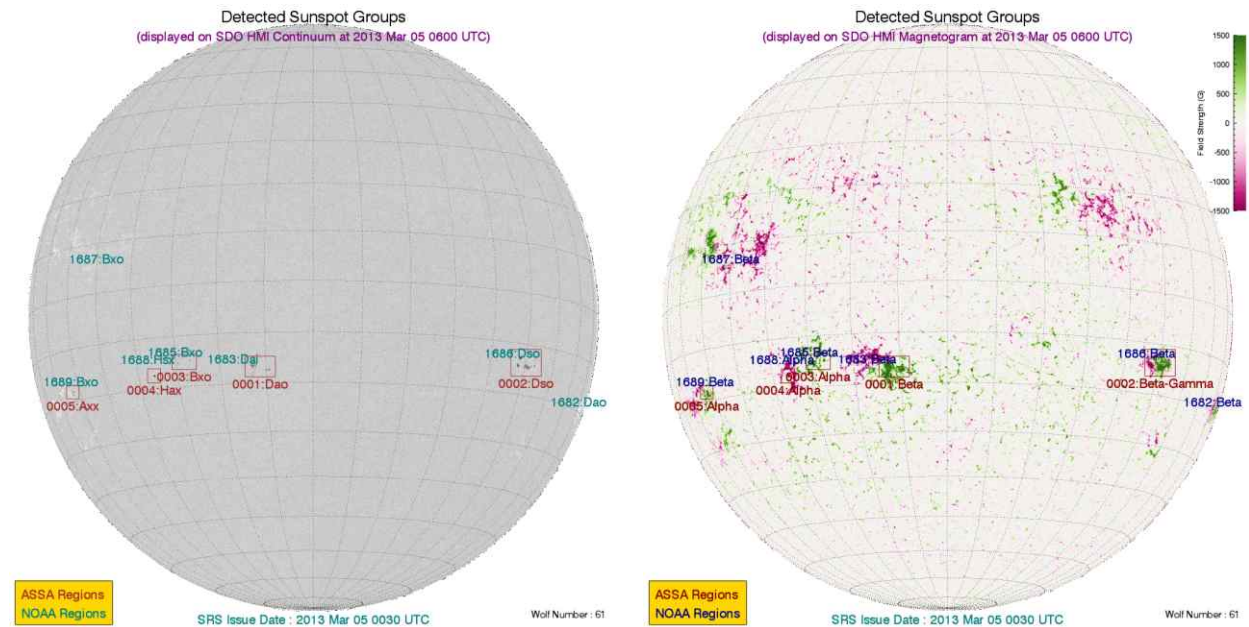 Detected Sunspot Groups
(displayed on SDO HMI Continuum at 2013 Mar 05 0600 UTC)
1687:Bxo
1685:Bxo
1688:Hsx
1683:Dai
1686:Dso
0003:Bxo
1689:Bxo
0001:Dao
0002:Dso
0004:Hax
0005:Axx
1682:Dao
ASSA Regions
NOAA Regions
SRS Issue Date : 2013 Mar 05 0030 UTC
Wolf Number : 61
Detected Sunspot Groups
(displayed on SDO HMI Magnetogram at 2013 Mar 05 0600 UTC)
1500
1000
500
0
-500
-1000
-1500
Field Strength (G)
1687:Beta
1685:Beta
1688:Alpha
1683:Beta
1686:Beta
0003:Alpha
1689:Beta
0001:Beta
0002:Beta-Gamma
0004:Alpha
0005:Alpha
1682:Beta
ASSA Regions
NOAA Regions
SRS Issue Date : 2013 Mar 05 0030 UTC
Wolf Number : 61